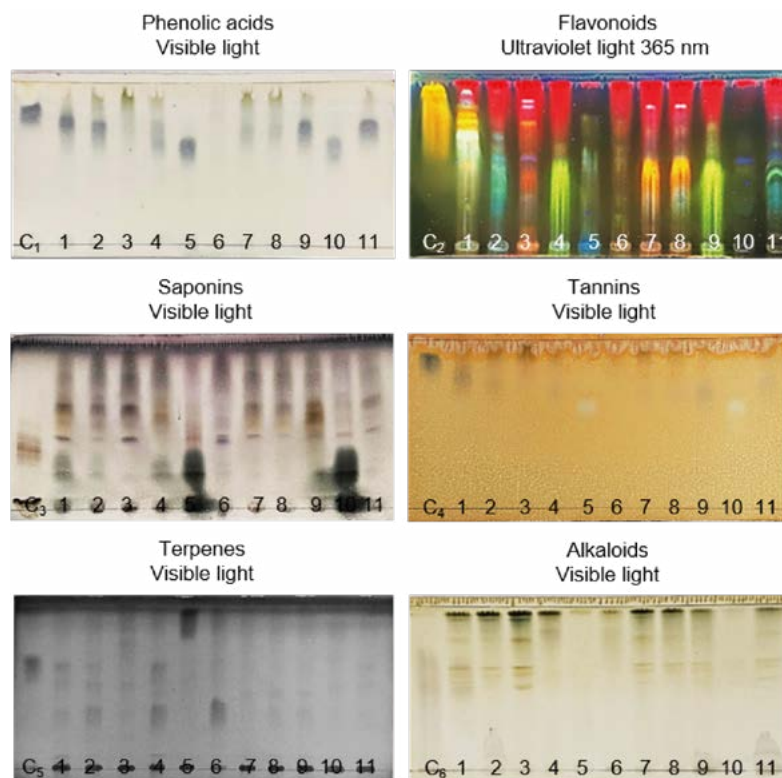 Phenolic acids
Visible light
C₁ 1 2 3 4 5 6 7 8 9 10 11
Flavonoids
Ultraviolet light 365 nm
C₂ 1 2 3 4 5 6 7 8 9 10 11
Saponins
Visible light
C₃ 1 2 3 4 5 6 7 8 9 10 11
Tannins
Visible light
C₄ 1 2 3 4 5 6 7 8 9 10 11
Terpenes
Visible light
C₅ 1 2 3 4 5 6 7 8 9 10 11
Alkaloids
Visible light
C₆ 1 2 3 4 5 6 7 8 9 10 11